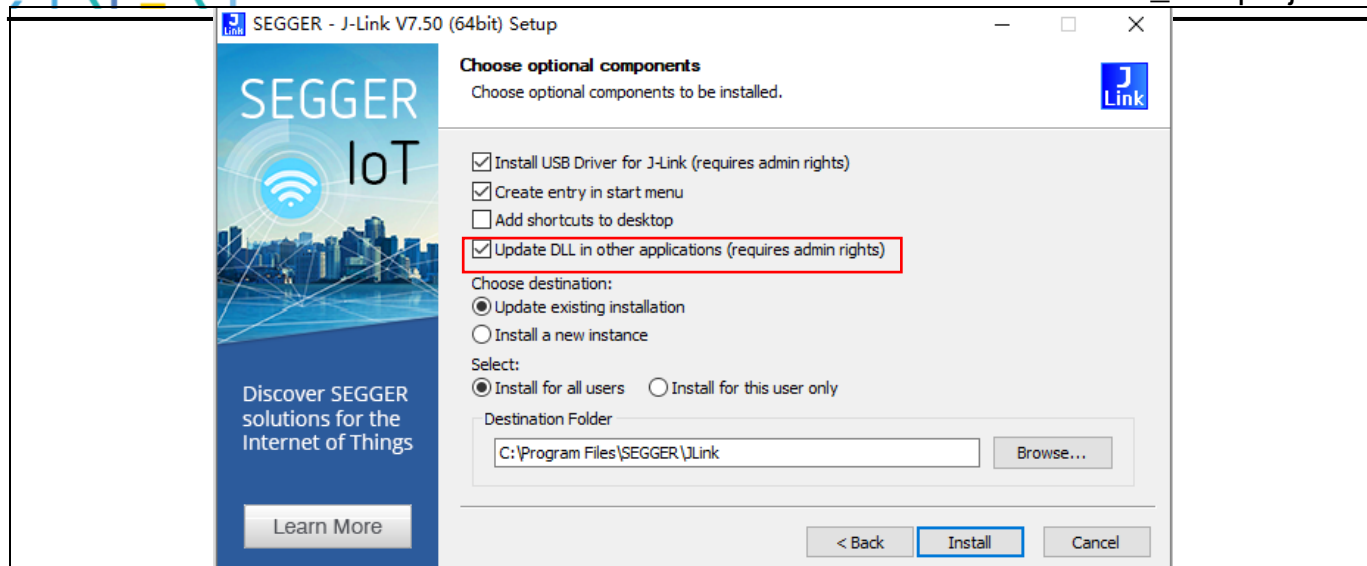 SEGGER - J-Link V7.50 (64bit) Setup
Choose optional components
Choose optional components to be installed.
J
Link
SEGGER
IoT
Install USB Driver for J-Link (requires admin rights)
Create entry in start menu
Add shortcuts to desktop
Update DLL in other applications (requires admin rights)
Choose destination:
Update existing installation
Install a new instance
Select:
Install for all users Install for this user only
Discover SEGGER
solutions for the
Internet of Things
Destination Folder
C:\Program Files\SEGGER\JLink
Browse...
Learn More
< Back Install Cancel